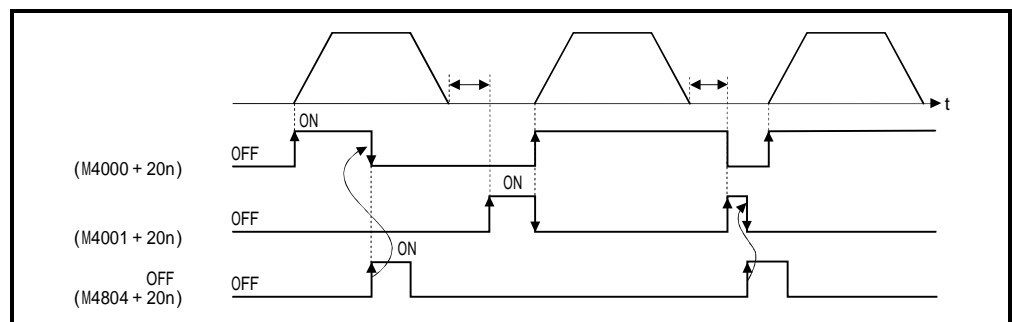 t
ON
OFF
(M4000 + 20n)
ON
OFF
(M4001 + 20n)
ON
OFF
OFF
(M4804 + 20n)